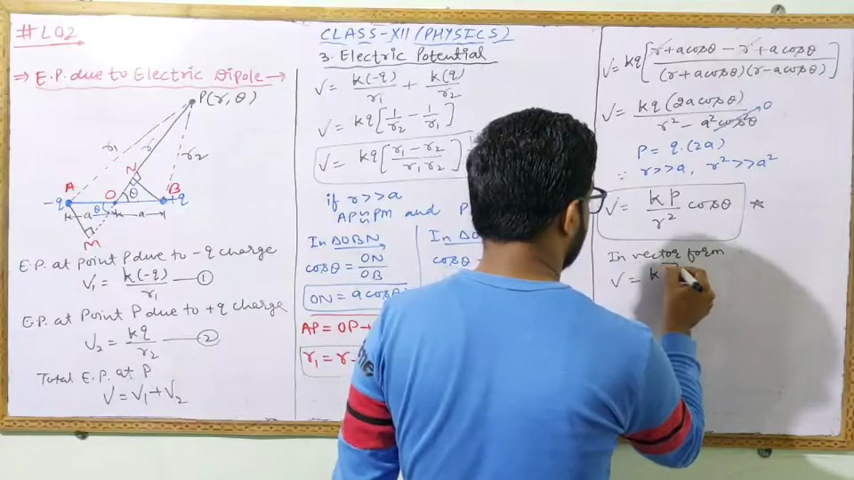 #L02
⇒ E.P. due to Electric Dipole →
P(r,θ)
r₁ r r₂
N
A O θ B
-q a θ a +q
M
E.P. at point P due to -q charge
V₁ = k(-q)/r₁ —①
E.P. at Point P due to +q charge
V₂ = kq/r₂ —②
Total E.P. at P
V = V₁+V₂
CLASS-XII (PHYSICS)
3. Electric Potential
V = k(-q)/r₁ + k(q)/r₂
V = kq[1/r₂ - 1/r₁]
V = kq[(r₁-r₂)/(r₁r₂)]
if r>>a
AP≈PM and
In ΔOBN
cosθ = ON/OB
ON = a cosθ
AP = OP+
r₁ = r-
In Δ
cosθ =
V = kq[(r+acosθ-r+acosθ)/((r+acosθ)(r-acosθ))]
V = kq(2acosθ)/(r²-a²cos²θ) 0
P = q.(2a)
∵ r>>a, r²>>a²
V = kP/r² cosθ ★
In vector form
V = k